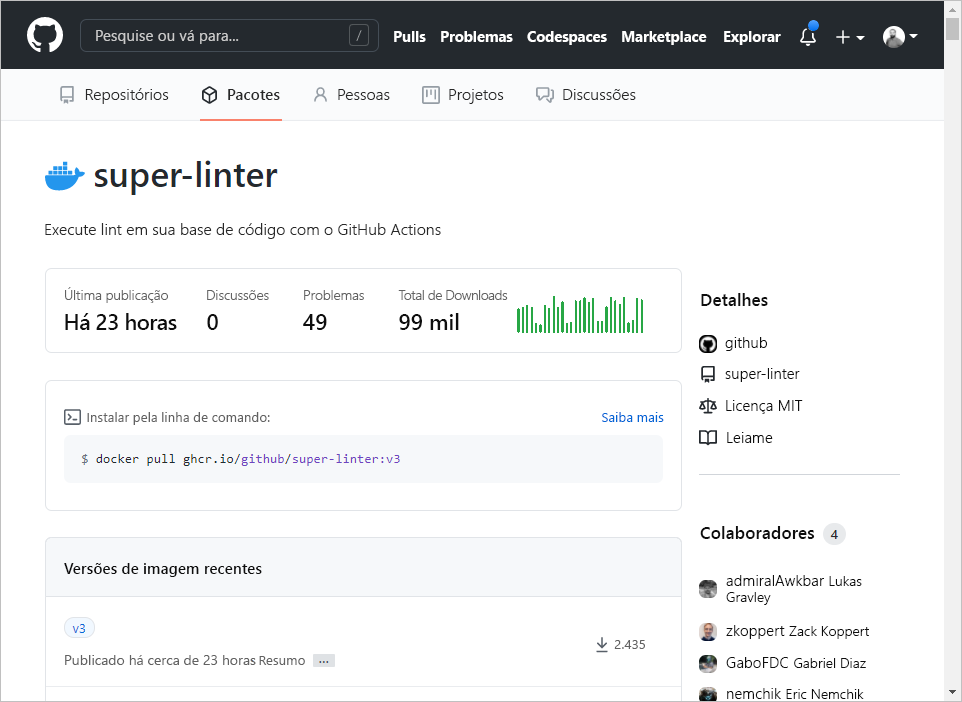 Pesquise ou vá para... /
Pulls Problemas Codespaces Marketplace Explorar
Repositórios Pacotes Pessoas Projetos Discussões
super-linter
Execute lint em sua base de código com o GitHub Actions
Última publicação Discussões Problemas Total de Downloads
Há 23 horas 0 49 99 mil
Instalar pela linha de comando: Saiba mais
$ docker pull ghcr.io/github/super-linter:v3
Versões de imagem recentes
v3
Publicado há cerca de 23 horas Resumo ...
2.435
Detalhes
github
super-linter
Licença MIT
Leiame
Colaboradores 4
admiralAwkbar Lukas
Gravley
zkoppert Zack Koppert
GaboFDC Gabriel Diaz
nemchik Eric Nemchik